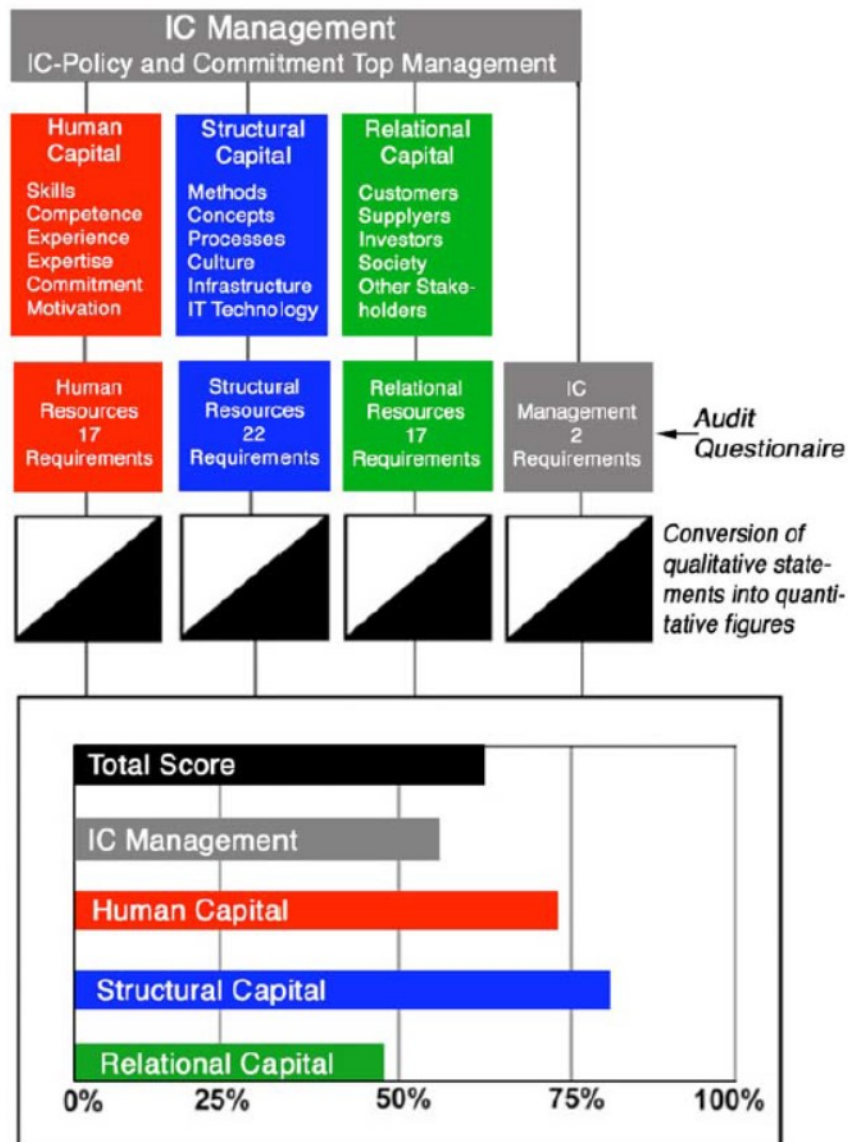 IC Management
IC-Policy and Commitment Top Management
Human
Capital
Skills
Competence
Experience
Expertise
Commitment
Motivation
Structural
Capital
Methods
Concepts
Processes
Culture
Infrastructure
IT Technology
Relational
Capital
Customers
Supplyers
Investors
Society
Other Stake-
holders
Human
Resources
17
Requirements
Structural
Resources
22
Requirements
Relational
Resources
17
Requirements
IC
Management
2
Requirements
Audit
Questionaire
Conversion of
qualitative state-
ments into quanti-
tative figures
Total Score
IC Management
Human Capital
Structural Capital
Relational Capital
0% 25% 50% 75% 100%